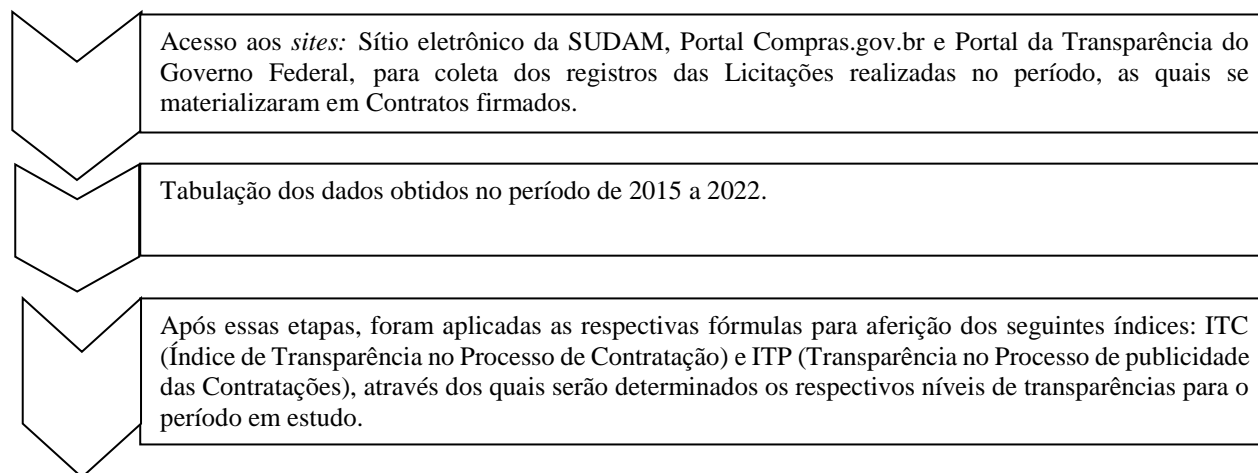 Acesso aos sites: Sítio eletrônico da SUDAM, Portal Compras.gov.br e Portal da Transparência do
Governo Federal, para coleta dos registros das Licitações realizadas no período, as quais se
materializaram em Contratos firmados.
Tabulação dos dados obtidos no período de 2015 a 2022.
Após essas etapas, foram aplicadas as respectivas fórmulas para aferição dos seguintes índices: ITC
(Índice de Transparência no Processo de Contratação) e ITP (Transparência no Processo de publicidade
das Contratações), através dos quais serão determinados os respectivos níveis de transparências para o
período em estudo.